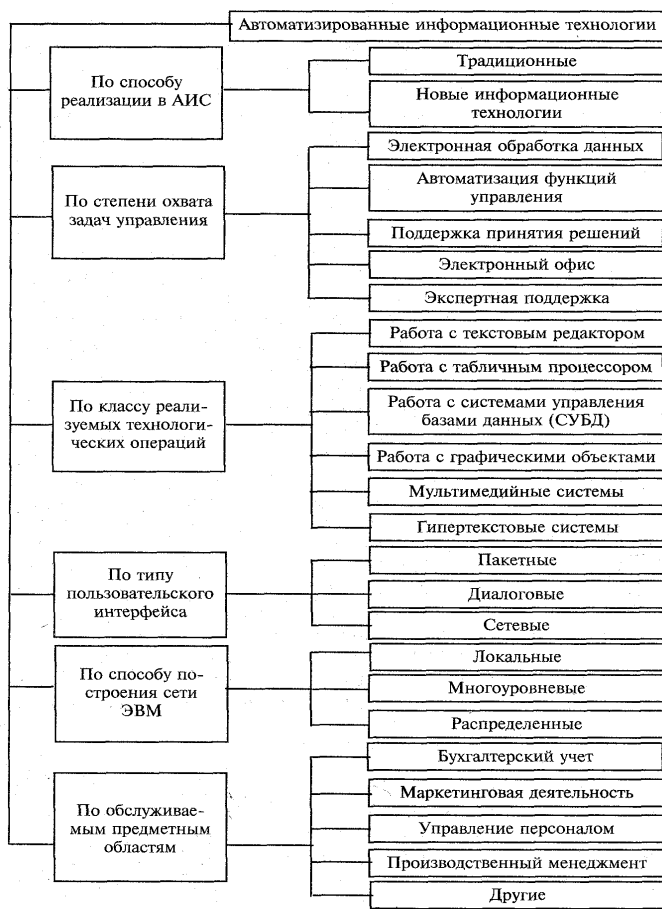 Автоматизированные информационные технологии
По способу
реализации в АИС
Традиционные
Новые информационные
технологии
По степени охвата
задач управления
Электронная обработка данных
Автоматизация функций
управления
Поддержка принятия решений
Электронный офис
Экспертная поддержка
По классу реали-
зуемых технологи-
ческих операций
Работа с текстовым редактором
Работа с табличным процессором
Работа с системами управления
базами данных (СУБД)
Работа с графическими объектами
Мультимедийные системы
Гипертекстовые системы
По типу
пользовательского
интерфейса
Пакетные
Диалоговые
Сетевые
По способу по-
строения сети
ЭВМ
Локальные
Многоуровневые
Распределенные
По обслуживае-
мым предметным
областям
Бухгалтерский учет
Маркетинговая деятельность
Управление персоналом
Производственный менеджмент
Другие